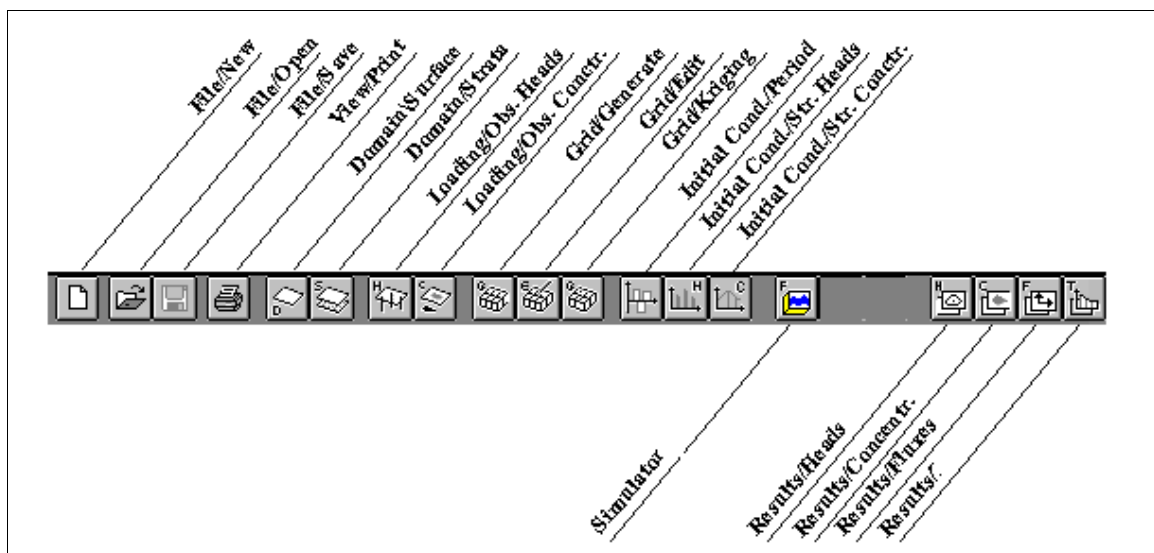 File/New
File/Open
File/Save
View/Print
Domain\Surface
Domain/Strata
Loading/Obs. Heads
Loading/Obs. Conctr.
Grid/Generate
Grid/Edit
Grid/Kriging
Initial Cond./Period
Initial Cond./Str. Heads
Initial Cond./Str. Conctr.
D
S
H
C
G
E
G
H
C
F
H
C
F
T
Simulator
Results/Heads
Results/Concentr.
Results/Fluxes
Results/